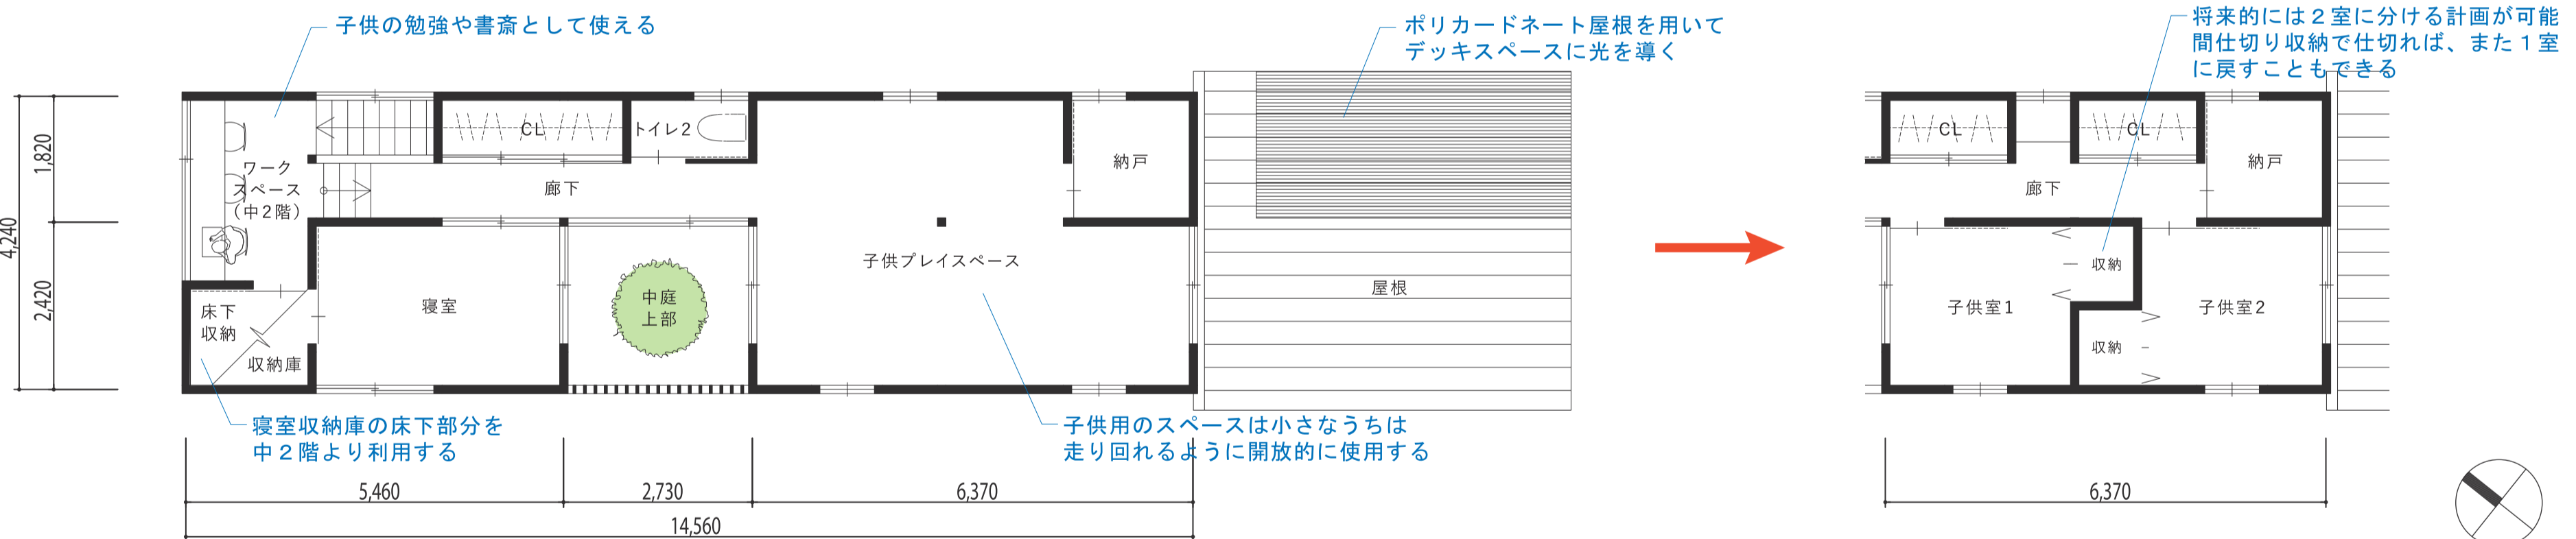 子供の勉強や書斎として使える
ポリカードネート屋根を用いて
デッキスペースに光を導く
将来的には２室に分ける計画が可能
間仕切り収納で仕切れば、また１室
に戻すこともできる
1,820
2,420
4,240
ワーク
スペース
（中2階）
CL
トイレ2
廊下
納戸
子供プレイスペース
寝室
中庭
上部
床下
収納
収納庫
屋根
CL
CL
廊下
納戸
収納
子供室1
子供室2
収納
寝室収納庫の床下部分を
中２階より利用する
子供用のスペースは小さなうちは
走り回れるように開放的に使用する
5,460
2,730
6,370
14,560
6,370